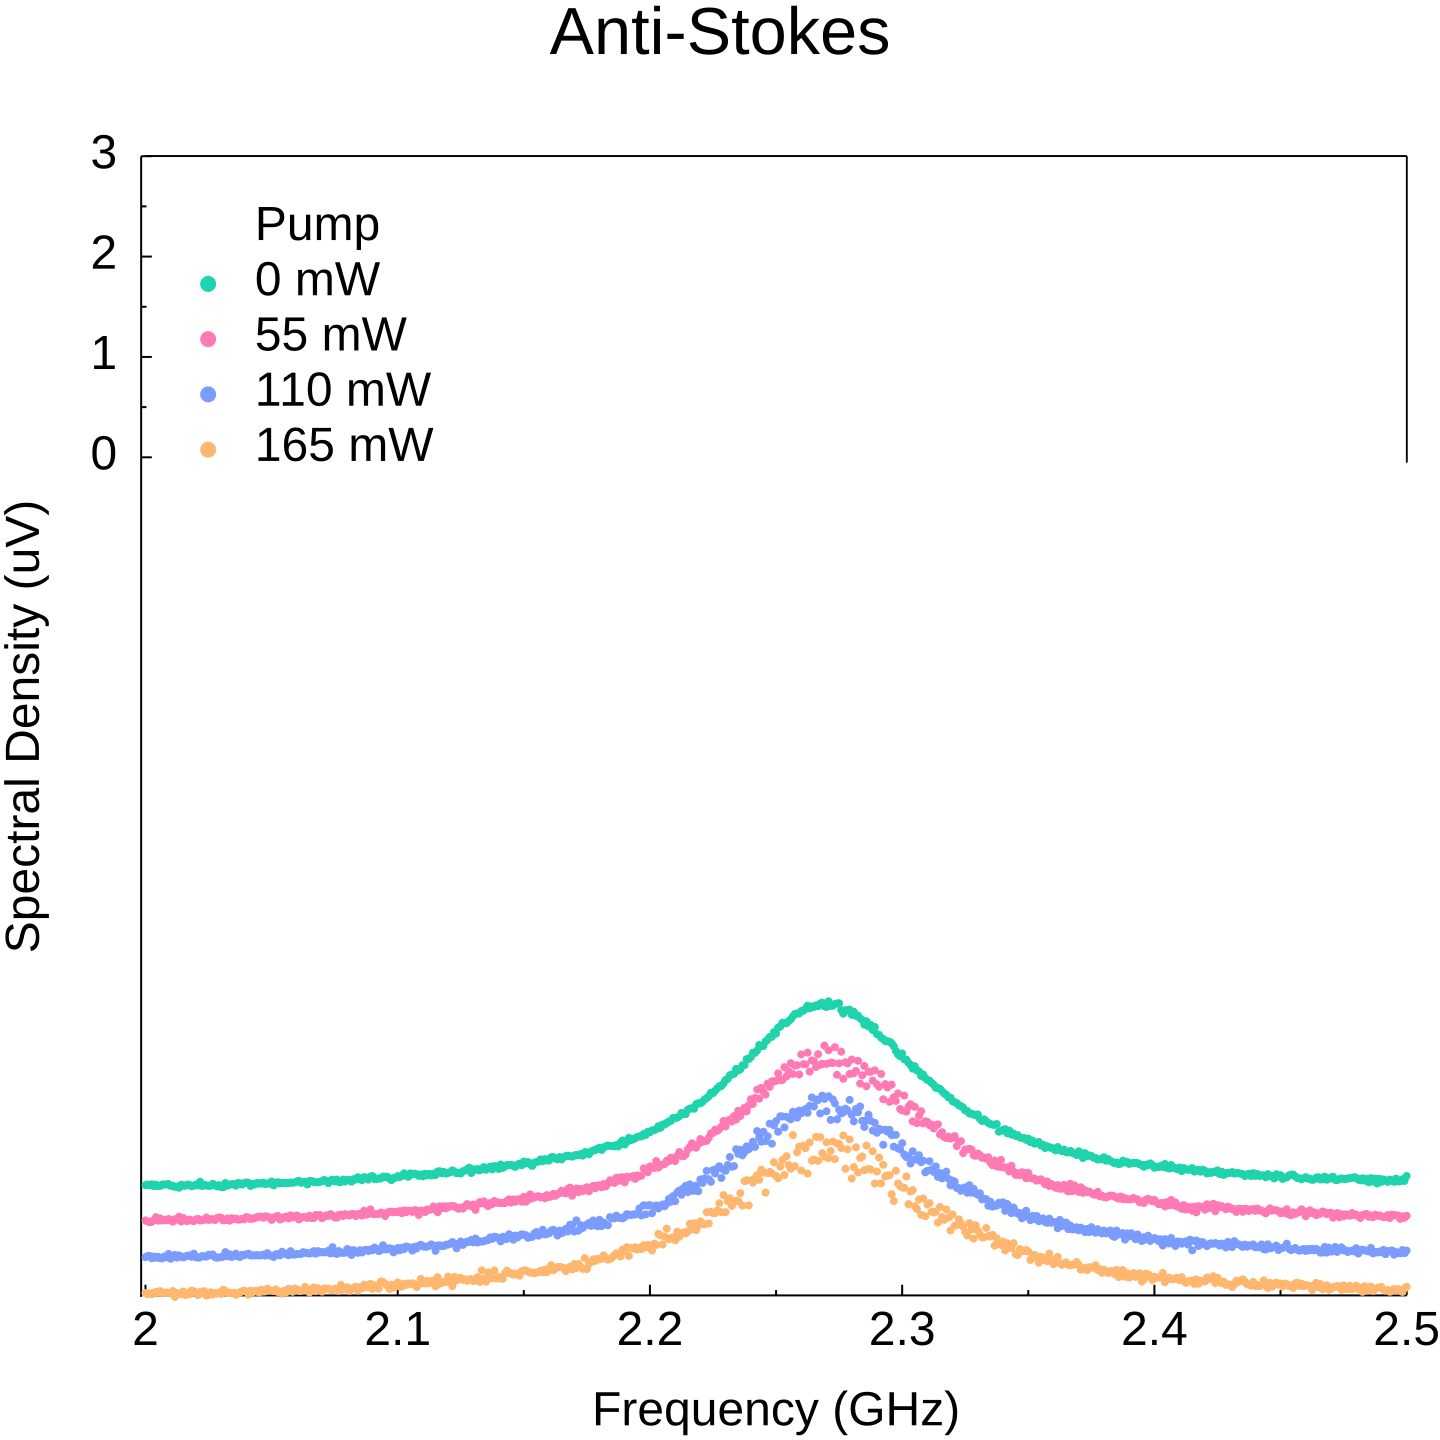 Anti-Stokes
3
2
1
0
Pump
0 mW
55 mW
110 mW
165 mW
Spectral Density (uV)
2 2.1 2.2 2.3 2.4 2.5
Frequency (GHz)